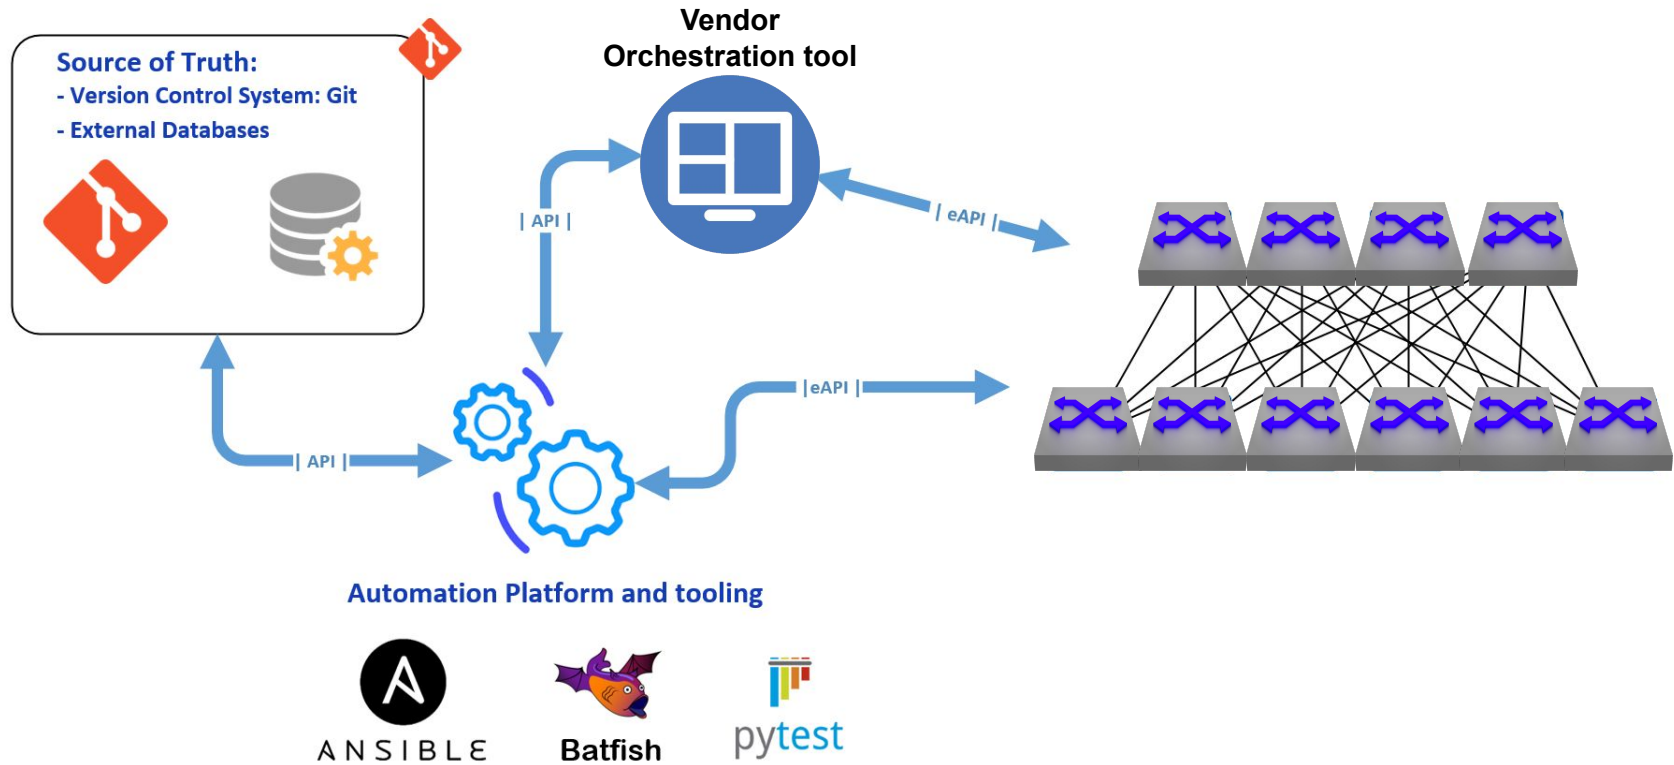 Vendor
Orchestration tool
Source of Truth:
- Version Control System: Git
- External Databases
| API |
| eAPI |
|eAPI |
| API |
Automation Platform and tooling
ANSIBLE
Batfish
pytest